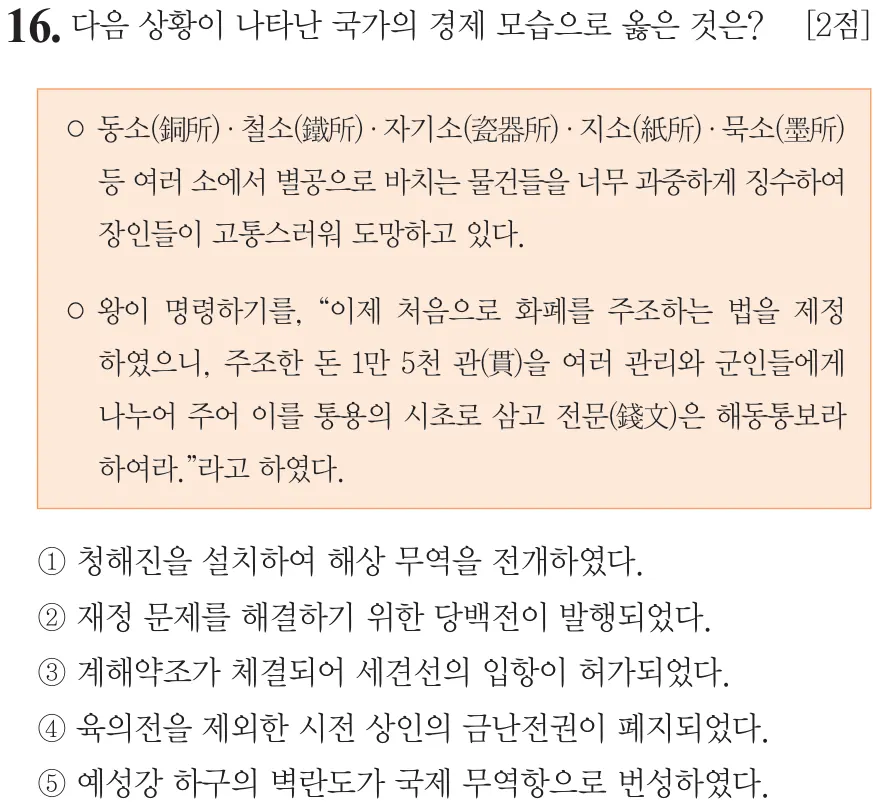 16. 다음 상황이 나타난 국가의 경제 모습으로 옳은 것은? [2점]
○ 동소(銅所)·철소(鐵所)·자기소(瓷器所)·지소(紙所)·묵소(墨所)
등 여러 소에서 별공으로 바치는 물건들을 너무 과중하게 징수하여
장인들이 고통스러워 도망하고 있다.
○ 왕이 명령하기를, “이제 처음으로 화폐를 주조하는 법을 제정
하였으니, 주조한 돈 1만 5천 관(貫)을 여러 관리와 군인들에게
나누어 주어 이를 통용의 시초로 삼고 전문(錢文)은 해동통보라
하여라.”라고 하였다.
① 청해진을 설치하여 해상 무역을 전개하였다.
② 재정 문제를 해결하기 위한 당백전이 발행되었다.
③ 계해약조가 체결되어 세견선의 입항이 허가되었다.
④ 육의전을 제외한 시전 상인의 금난전권이 폐지되었다.
⑤ 예성강 하구의 벽란도가 국제 무역항으로 번성하였다.